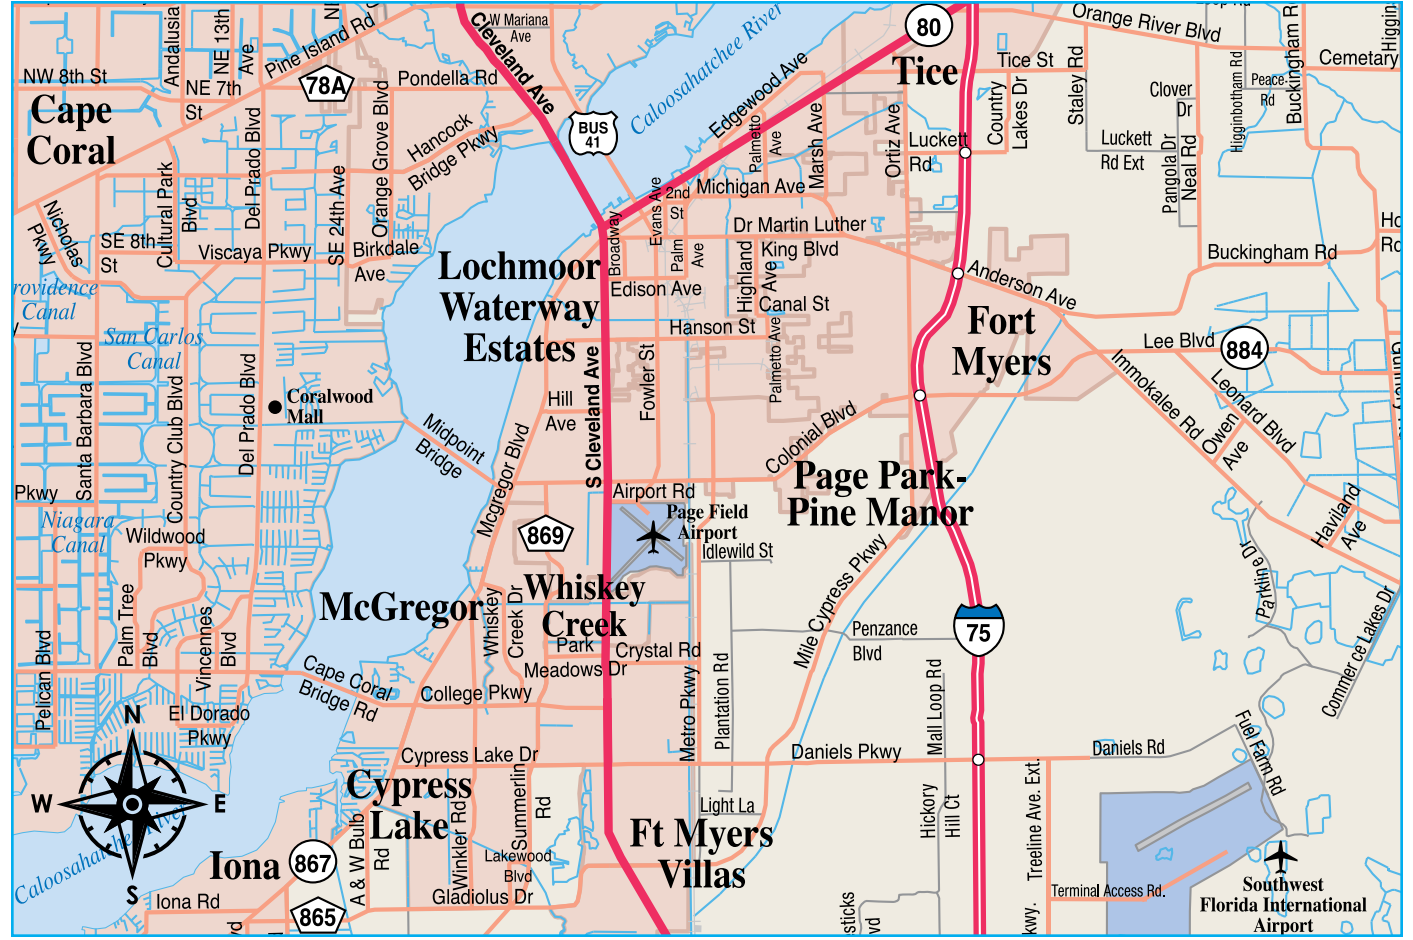 W Mariana
Ave
S Cleveland Ave
Caloosahatchee River
80
Tice
Orange River Blvd
Cemetary
Higgin
Buckingham R
Tice St
Staley Rd
Country
Lakes Dr
Higginbotham Rd
Peace
Rd
Clover
Dr
Andalusia
NE 13th
Ave
Pine Island Rd
NW 8th St
NE 7th
St
78A
Pondella Rd
Cape
Coral
Del Prado Blvd
Orange Grove Blvd
Hancock
Bridge Pkwy
BUS
41
Edgewood Ave
Palmetto
Ave
Marsh Ave
Ortiz Ave
Luckett
Rd
Luckett
Rd Ext
Pangola Dr
Neal Rd
Cultural Park
Blvd
SE 24th Ave
Nicholas
Pkwy
SE 8th
St
Viscaya Pkwy
Birkdale
Ave
Evans Ave
2nd
St
Michigan Ave
Broadway
Palm
Ave
Dr Martin Luther
King Blvd
Highland
Ave
Buckingham Rd
Ho
Rd
rovidence
Canal
y
Lochmoor
Waterway
Estates
Edison Ave
Canal St
Anderson Ave
Hanson St
Fort
Myers
Lee Blvd
884
San Carlos
Canal
Santa Barbara Blvd
Country Club Blvd
Del Prado Blvd
Coralwood
Mall
S Cleveland Ave
Fowler St
Palmetto Ave
Hill
Ave
Immokalee Rd
Leonard Blvd
Owen
Ave
Midpoint
Bridge
Mcgregor Blvd
Colonial Blvd
Page Park-
Pine Manor
Pkwy
Airport Rd
Niagara
Canal
Wildwood
Pkwy
869
Page Field
Airport
Idlewild St
Haviland
Ave
Parkline Dr
Commerce Lakes Dr
McGregor
Whiskey
Creek
Whiskey
Creek Dr
Mile Cypress Pkwy
75
Penzance
Blvd
Pelican Blvd
Palm Tree
Blvd
Vincennes
Blvd
Park
Meadows Dr
Crystal Rd
Cape Coral
Bridge Rd
College Pkwy
Metro Pkwy
Plantation Rd
Mall Loop Rd
El Dorado
Pkwy
N
W
E
S
Cypress Lake Dr
Daniels Pkwy
Daniels Rd
Fuel Farm Rd
Cypress
Lake
Summerlin
Rd
Winkler Rd
A & W Bulb
Rd
Light La
Hickory
Hill Ct
Treeline Ave. Ext.
Ft Myers
Villas
Caloosahatchee River
Iona
867
Lakewood
Blvd
Gladiolus Dr
Iona Rd
865
vd
sticks
vd
kwy.
Terminal Access Rd.
Southwest
Florida International
Airport